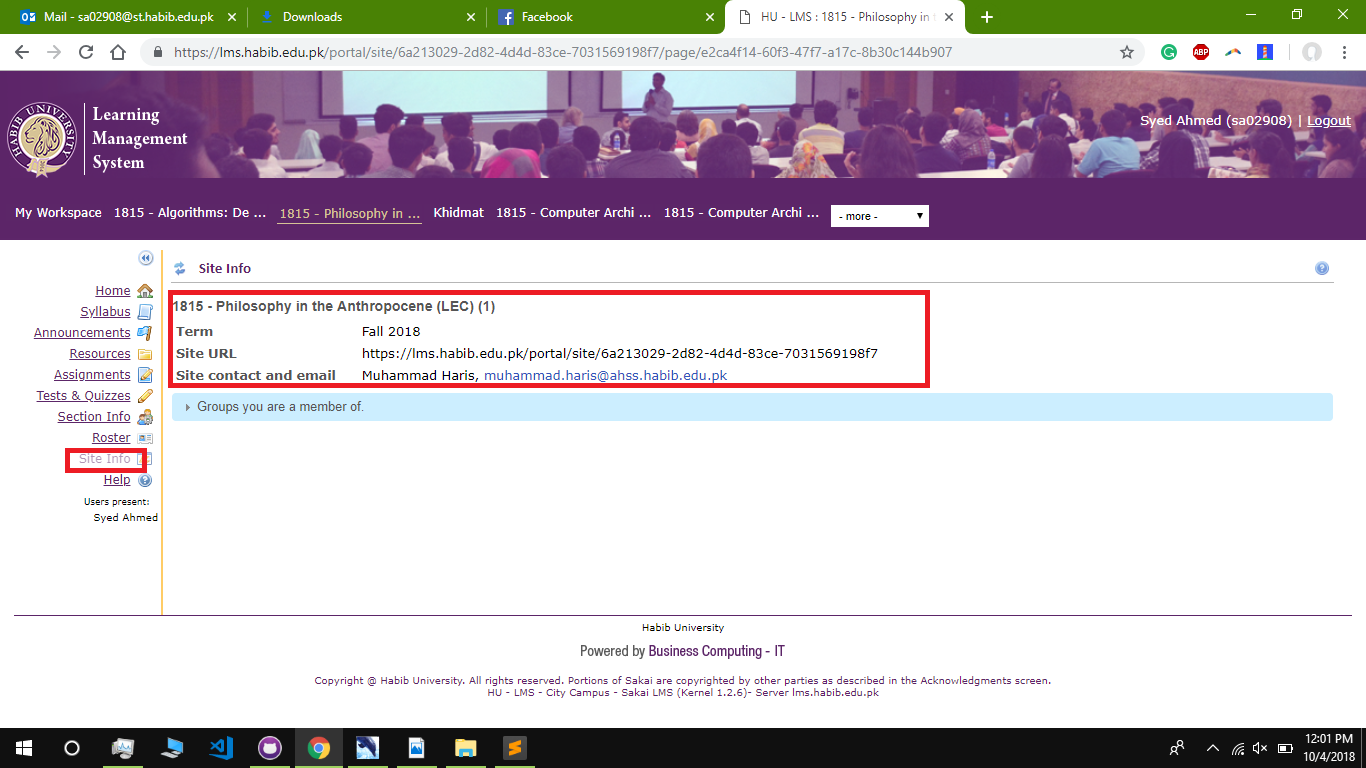 Mail - sa02908@st.habib.edu.pk
Downloads
Facebook
HU - LMS : 1815 - Philosophy in
https://lms.habib.edu.pk/portal/site/6a213029-2d82-4d4d-83ce-7031569198f7/page/e2ca4f14-60f3-47f7-a17c-8b30c144b907
ABP
HABIB UNIVERSITY
Learning
Management
System
Syed Ahmed (sa02908) | Logout
My Workspace 1815 - Algorithms: De ... 1815 - Philosophy in ... Khidmat 1815 - Computer Archi ... 1815 - Computer Archi ... - more -
Site Info
Home
Syllabus
Announcements
Resources
Assignments
Tests & Quizzes
Section Info
Roster
Site Info
Help
Users present:
Syed Ahmed
1815 - Philosophy in the Anthropocene (LEC) (1)
Term Fall 2018
Site URL https://lms.habib.edu.pk/portal/site/6a213029-2d82-4d4d-83ce-7031569198f7
Site contact and email Muhammad Haris, muhammad.haris@ahss.habib.edu.pk
Groups you are a member of.
Habib University
Powered by Business Computing - IT
Copyright @ Habib University. All rights reserved. Portions of Sakai are copyrighted by other parties as described in the Acknowledgments screen.
HU - LMS - City Campus - Sakai LMS (Kernel 1.2.6)- Server lms.habib.edu.pk
12:01 PM
10/4/2018